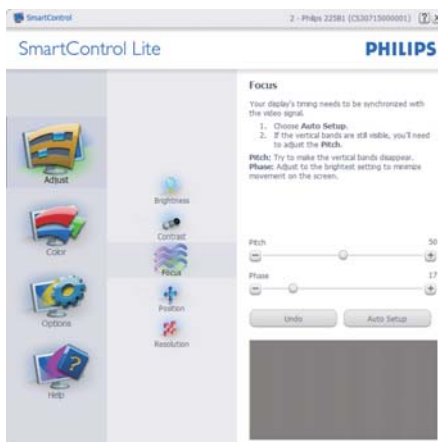 SmartControl
2 - Philips 225B1 (CS30715000001)
SmartControl Lite
PHILIPS
Adjust
Color
Options
Help
Brightness
Contrast
Focus
Position
Resolution
Focus
Your display's timing needs to be synchronized with
the video signal.
1. Choose Auto Setup.
2. If the vertical bands are still visible, you'll need
to adjust the Pitch.
Pitch: Try to make the vertical bands disappear.
Phase: Adjust to the brightest setting to minimize
movement on the screen.
Pitch 50
Phase 17
Undo Auto Setup